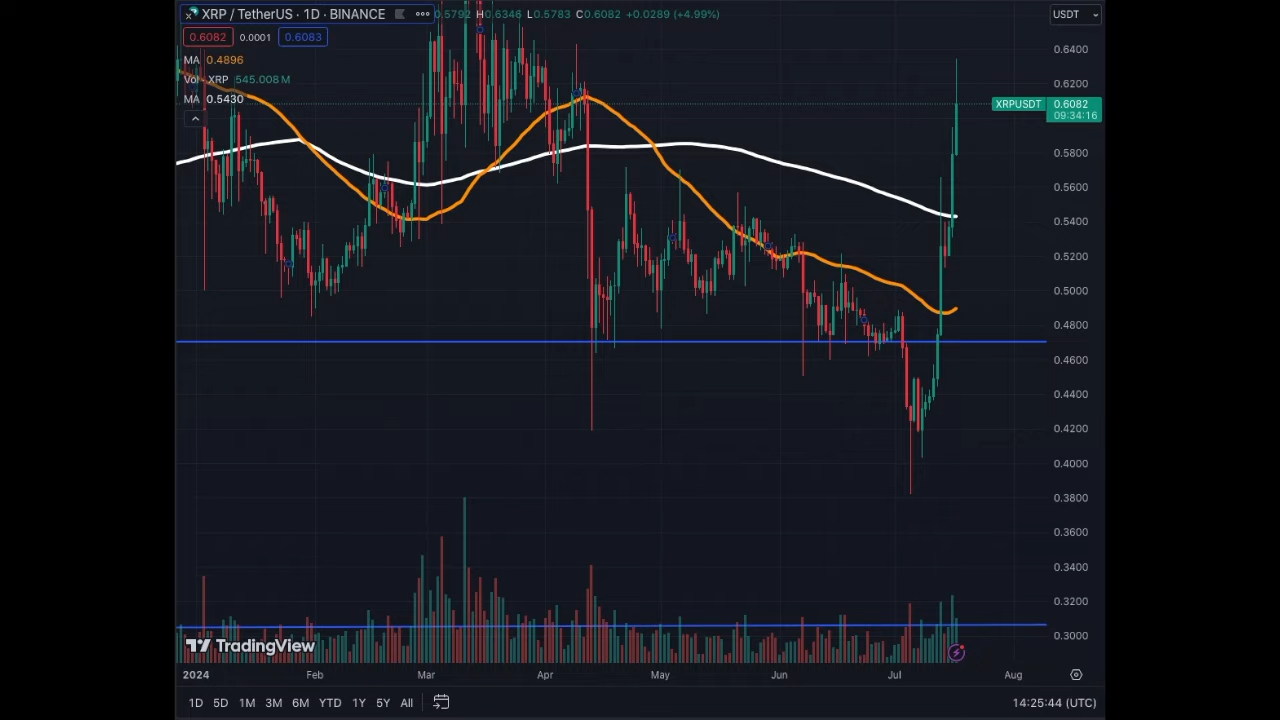 XRP / TetherUS · 1D · BINANCE 0.5792 H0.6346 L0.5783 C0.6082 +0.0289 (+4.99%)
USDT
0.6082 0.0001 0.6083
MA 0.4896
Vol · XRP 545.008 M
MA 0.5430
0.6400
0.6200
XRPUSDT 0.6082
09:34:16
0.5800
0.5600
0.5400
0.5200
0.5000
0.4800
0.4600
0.4400
0.4200
0.4000
0.3800
0.3600
0.3400
0.3200
0.3000
TradingView
2024 Feb Mar Apr May Jun Jul Aug
1D 5D 1M 3M 6M YTD 1Y 5Y All 14:25:44 (UTC)